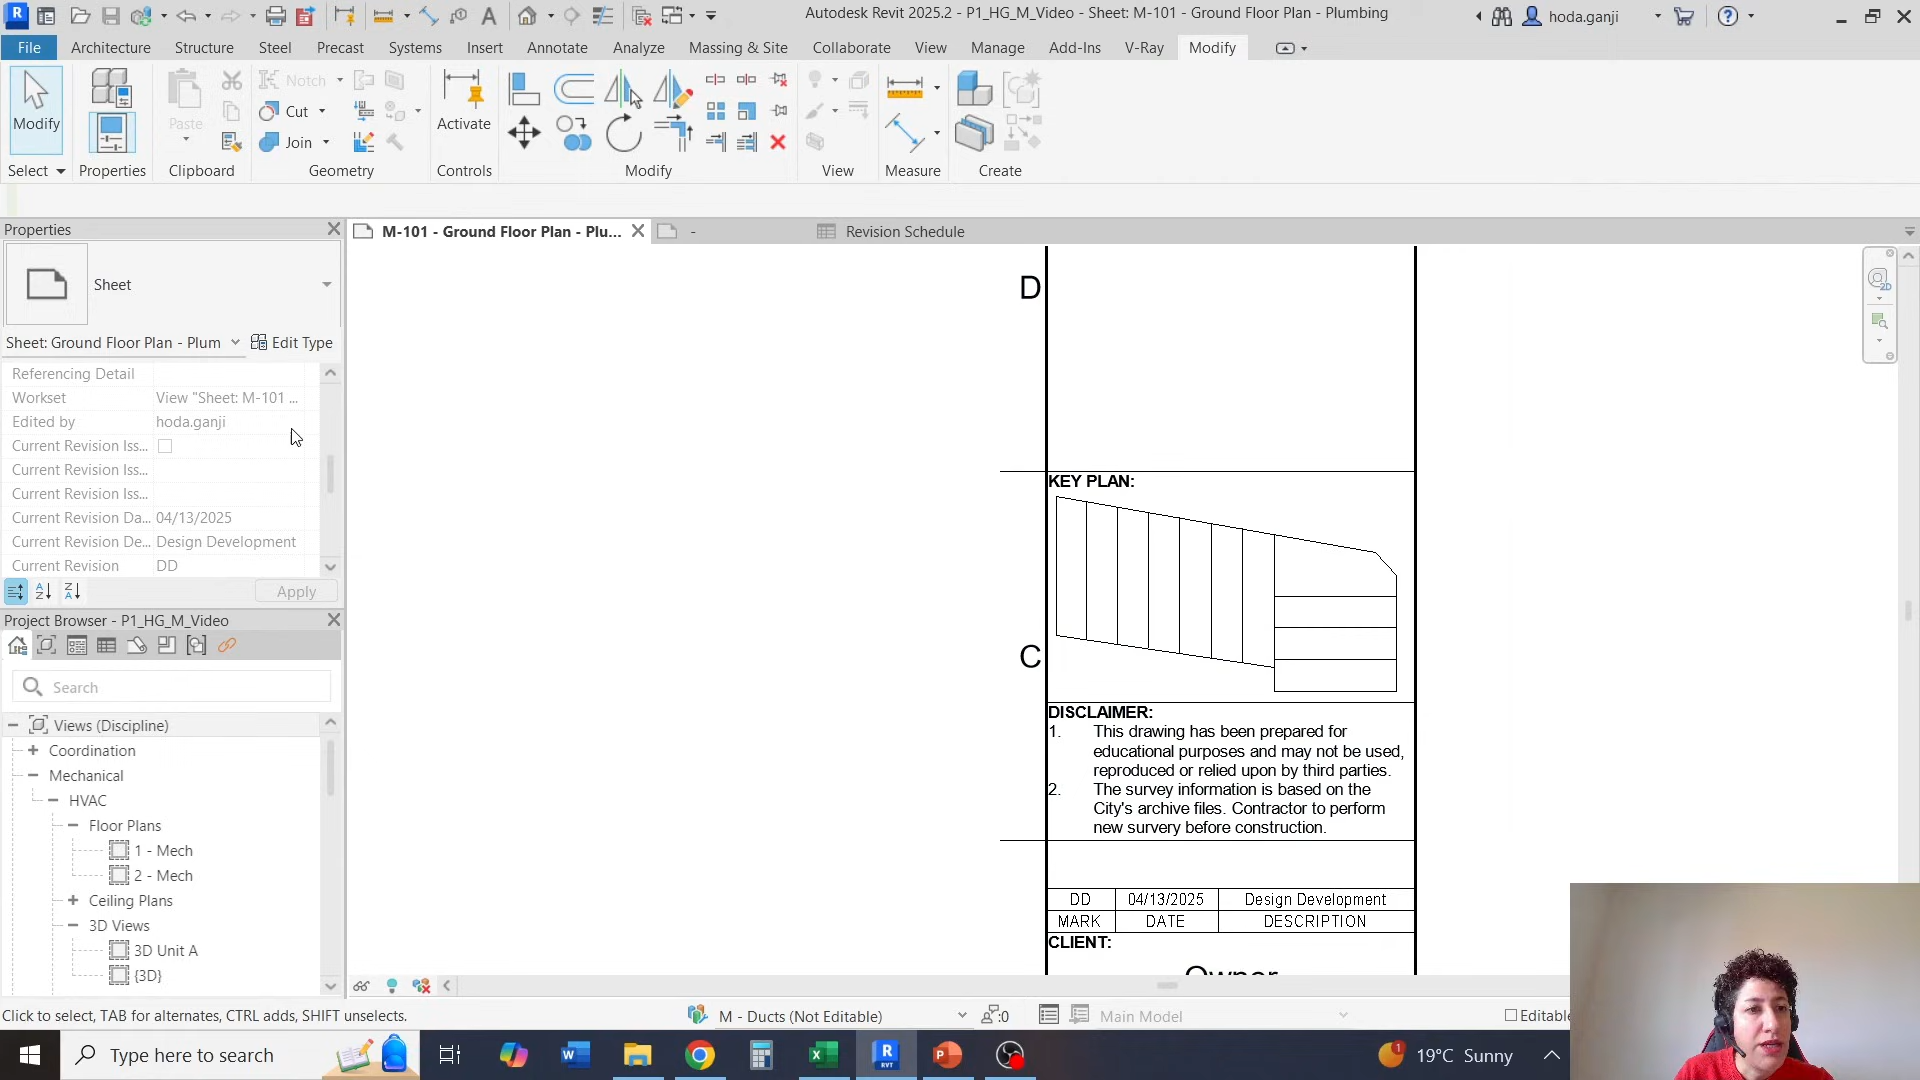 Autodesk Revit 2025.2 - P1_HG_M_Video - Sheet: M-101 - Ground Floor Plan - Plumbing
hoda.ganji
File Architecture Structure Steel Precast Systems Insert Annotate Analyze Massing & Site Collaborate View Manage Add-Ins V-Ray Modify
Modify
Paste
Notch
Cut
Join
Activate
Select Properties Clipboard Geometry Controls Modify View Measure Create
Properties
M-101 - Ground Floor Plan - Plu...
-
Revision Schedule
Sheet
Sheet: Ground Floor Plan - Plum
Edit Type
Referencing Detail
Workset View "Sheet: M-101 ...
Edited by hoda.ganji
Current Revision Iss...
Current Revision Iss...
Current Revision Iss...
Current Revision Da... 04/13/2025
Current Revision De... Design Development
Current Revision DD
Apply
Project Browser - P1_HG_M_Video
Search
Views (Discipline)
Coordination
Mechanical
HVAC
Floor Plans
1 - Mech
2 - Mech
Ceiling Plans
3D Views
3D Unit A
{3D}
D
C
KEY PLAN:
DISCLAIMER:
1. This drawing has been prepared for
educational purposes and may not be used,
reproduced or relied upon by third parties.
2. The survey information is based on the
City's archive files. Contractor to perform
new survery before construction.
DD 04/13/2025 Design Development
MARK DATE DESCRIPTION
CLIENT:
Owner
2D
Click to select, TAB for alternates, CTRL adds, SHIFT unselects.
M - Ducts (Not Editable)
:0
Main Model
Editable
Type here to search
1
19°C Sunny